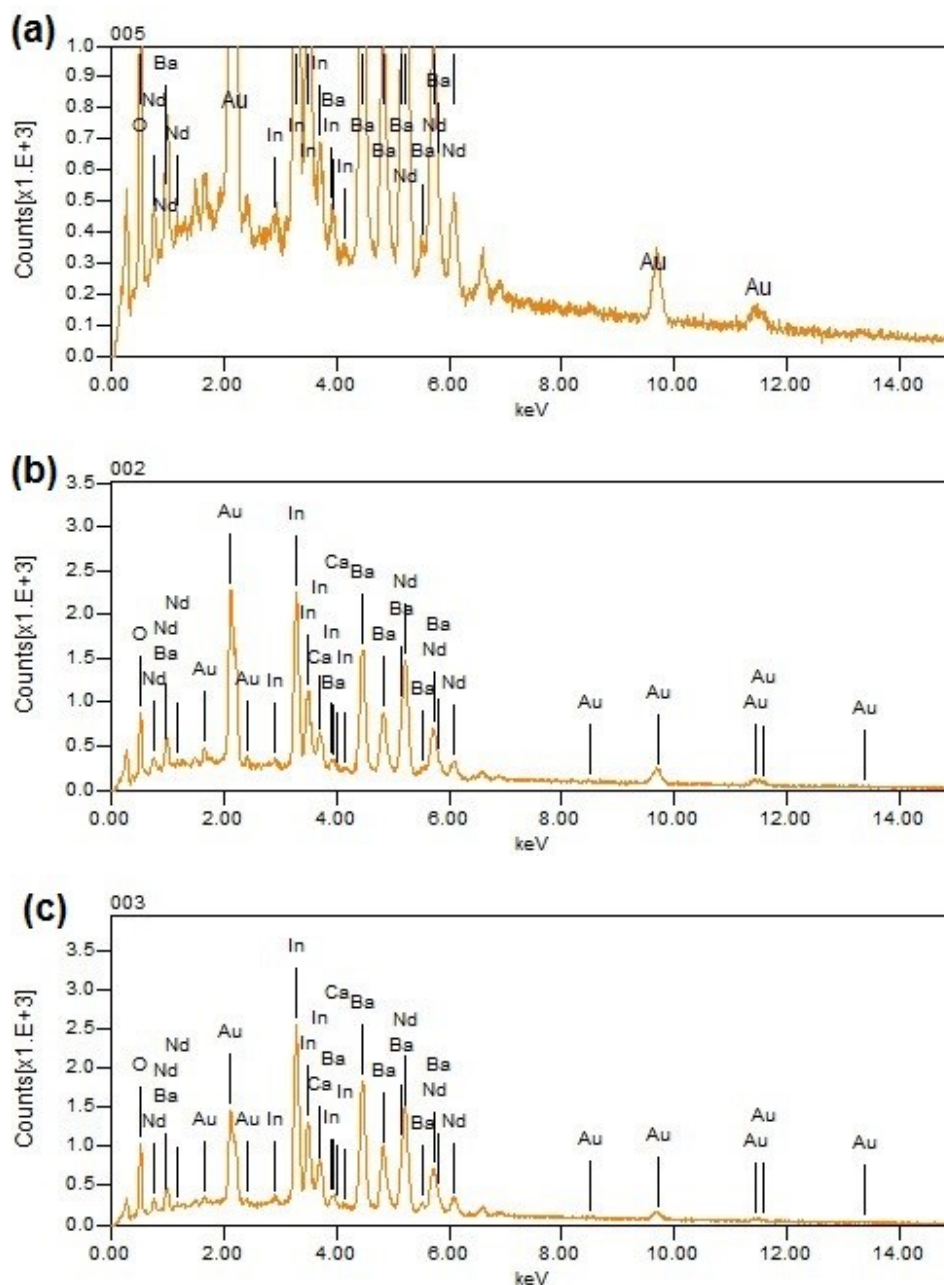 (a)
005
1.0
0.9
0.8
0.7
0.6
0.5
0.4
0.3
0.2
0.1
0.0
Counts[x1.E+3]
Ba In Ba
Nd Au Ba
O Nd In In Ba Ba Nd
In In Ba Ba Nd
Nd Nd
Au
Au
0.00 2.00 4.00 6.00 8.00 10.00 12.00 14.00
keV
(b)
002
3.5
3.0
2.5
2.0
1.5
1.0
0.5
0.0
Counts[x1.E+3]
Au In
Ca Ba
Nd In Nd
O Nd In In Ba Ba
Ba Ca In Ba Nd
Nd Au Au In Ba Ba Nd
Au Au Au Au Au
0.00 2.00 4.00 6.00 8.00 10.00 12.00 14.00
keV
(c)
003
3.5
3.0
2.5
2.0
1.5
1.0
0.5
0.0
Counts[x1.E+3]
In
Ca Ba
Au In Nd
Nd In Ba Ba Ba Ba
O Nd Ca In Nd
Ba In Ba Nd
Nd Au Au In
Au Au Au Au Au
0.00 2.00 4.00 6.00 8.00 10.00 12.00 14.00
keV